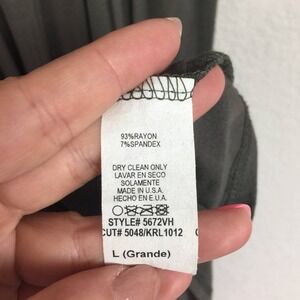 93%RAYON
7%SPANDEX
DRY CLEAN ONLY
LAVAR EN SECO
SOLAMENTE
MADE IN U.S.A.
HECHO EN E.U.A.
STYLE# 5672VH
CUT# 5048/KRL1012
L (Grande)